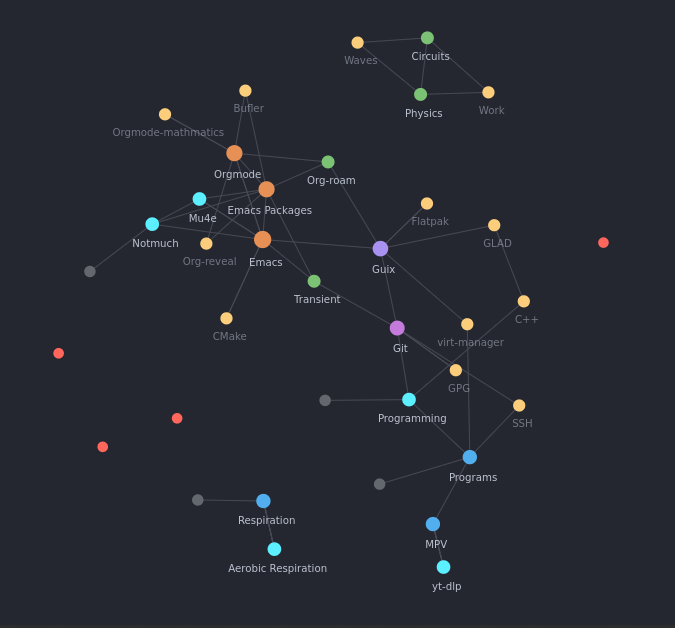 Circuits
Waves
Bufler
Work
Physics
Orgmode-mathmatics
Orgmode
Org-roam
Emacs Packages
Mu4e
Flatpak
Notmuch
GLAD
Org-reveal
Emacs
Guix
Transient
C++
CMake
virt-manager
Git
GPG
Programming
SSH
Programs
Respiration
MPV
Aerobic Respiration
yt-dlp